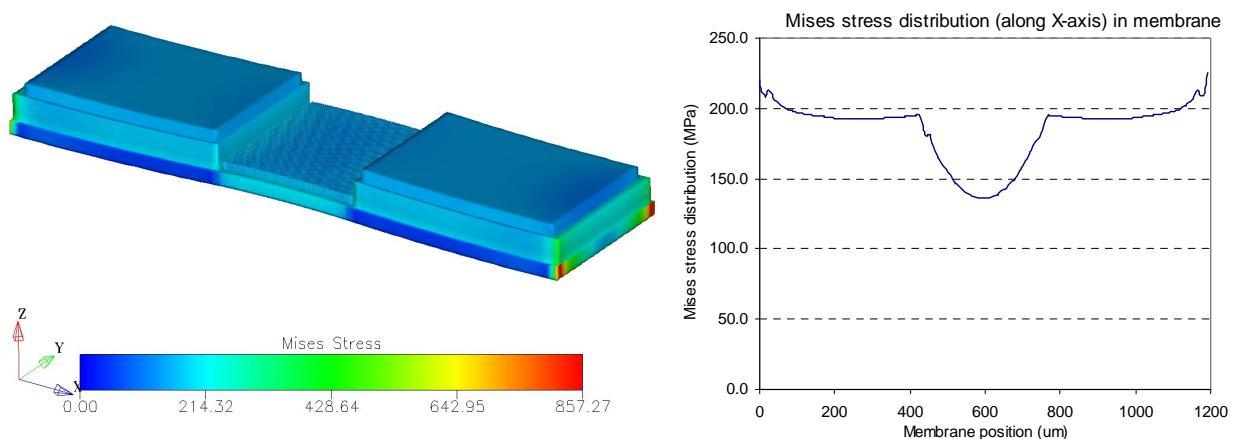 Z
Y
X
Mises Stress
0.00 214.32 428.64 642.95 857.27
Mises stress distribution (along X-axis) in membrane
Mises stress distribution (MPa)
250.0
200.0
150.0
100.0
50.0
0.0
0 200 400 600 800 1000 1200
Membrane position (um)